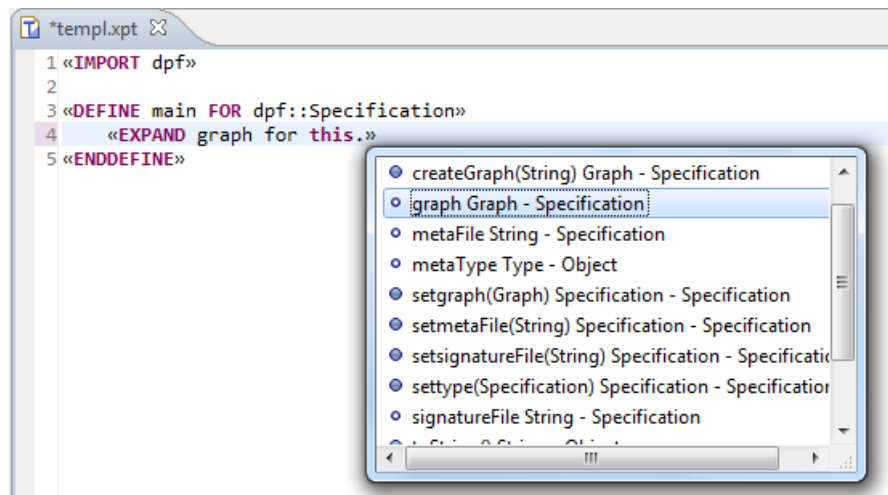 *templ.xpt
1 «IMPORT dpf»
2
3 «DEFINE main FOR dpf::Specification»
4 «EXPAND graph for this.»
5 «ENDDEFINE»
createGraph(String) Graph - Specification
graph Graph - Specification
metaFile String - Specification
metaType Type - Object
setgraph(Graph) Specification - Specification
setmetaFile(String) Specification - Specification
setsignatureFile(String) Specification - Specificatio
settype(Specification) Specification - Specification
signatureFile String - Specification